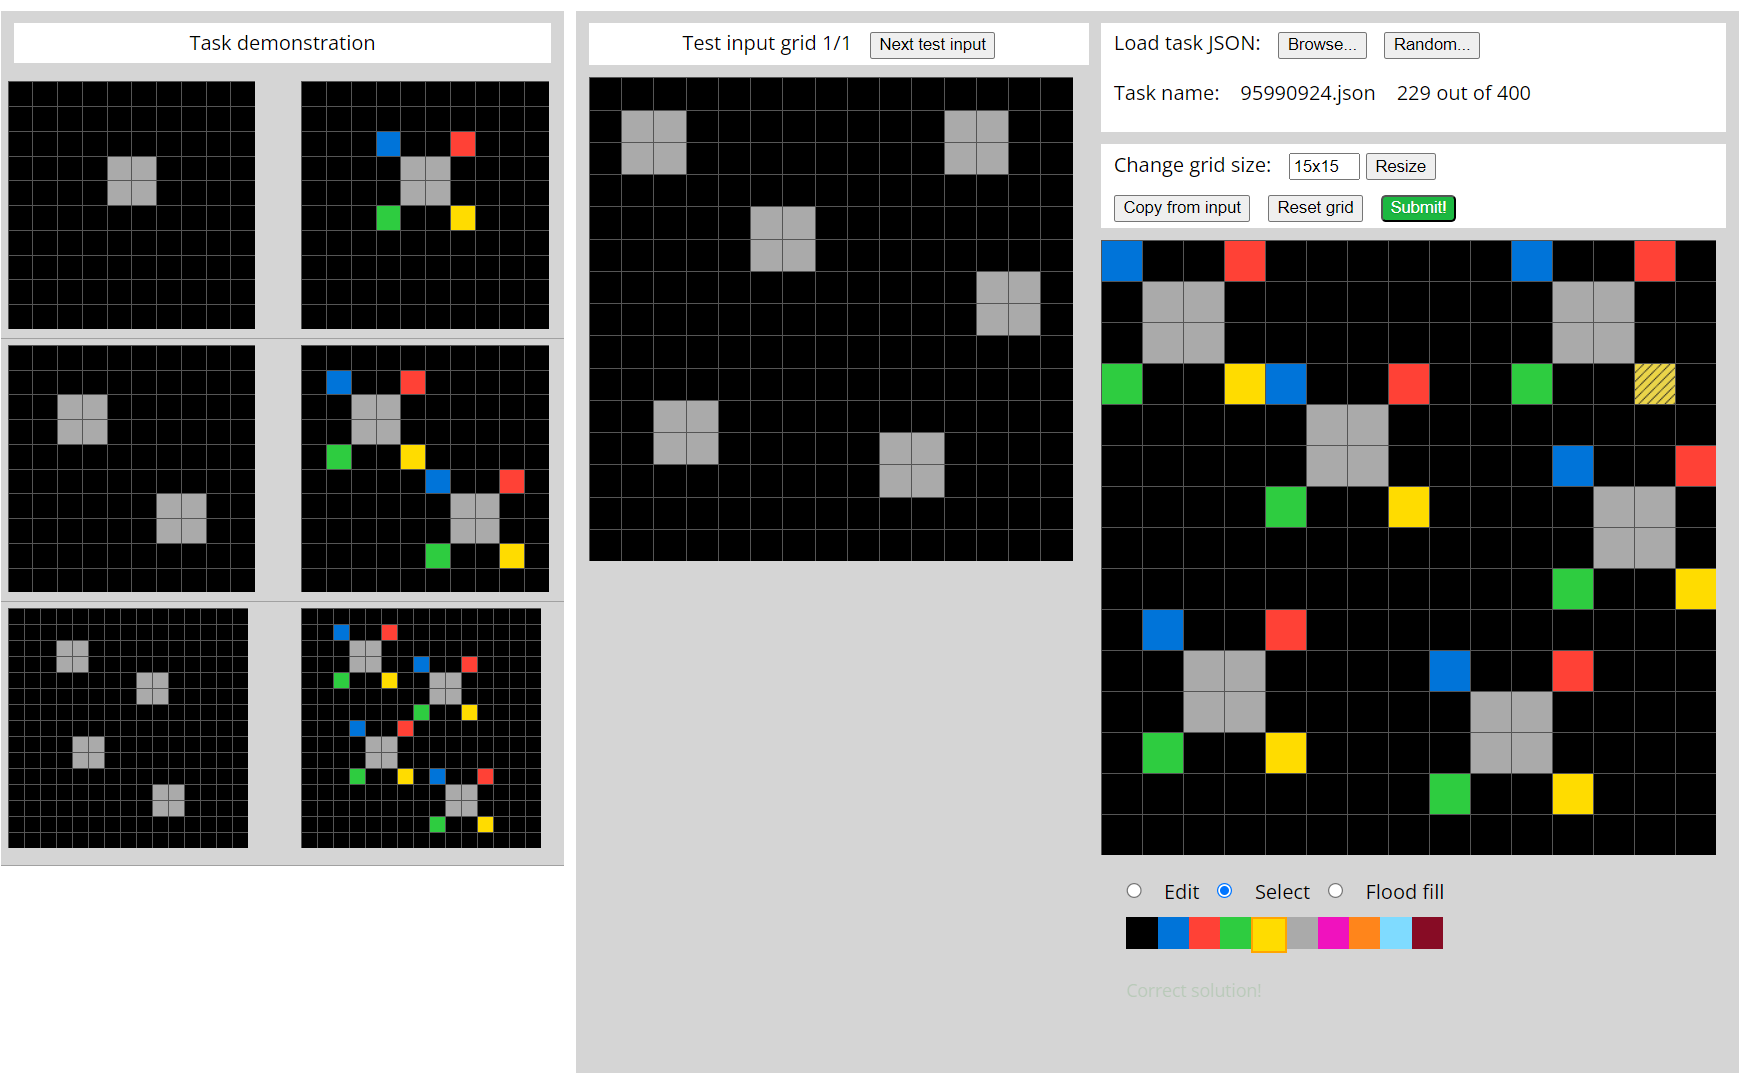 Task demonstration
Test input grid 1/1 Next test input
Load task JSON: Browse... Random...
Task name: 95990924.json 229 out of 400
Change grid size: 15x15 Resize
Copy from input Reset grid Submit!
Edit Select Flood fill
Correct solution!